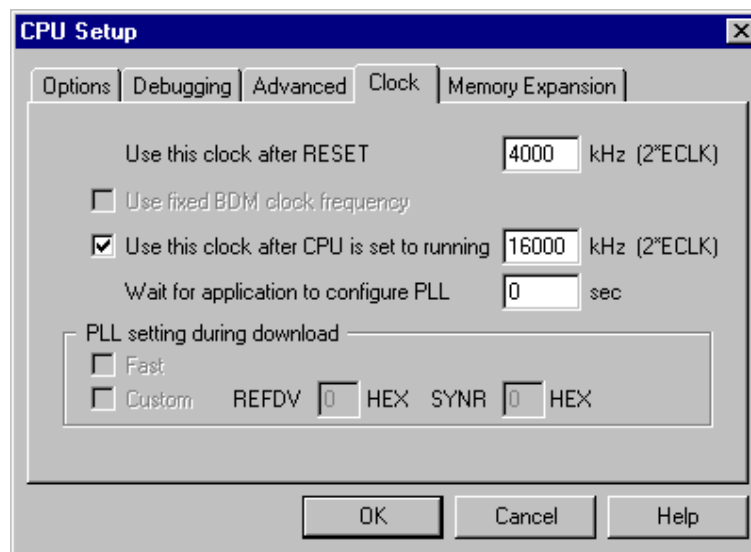 CPU Setup
Options Debugging Advanced Clock Memory Expansion
Use this clock after RESET 4000 kHz (2*ECLK)
Use fixed BDM clock frequency
Use this clock after CPU is set to running 16000 kHz (2*ECLK)
Wait for application to configure PLL 0 sec
PLL setting during download
Fast
Custom REFDV 0 HEX SYNR 0 HEX
OK Cancel Help